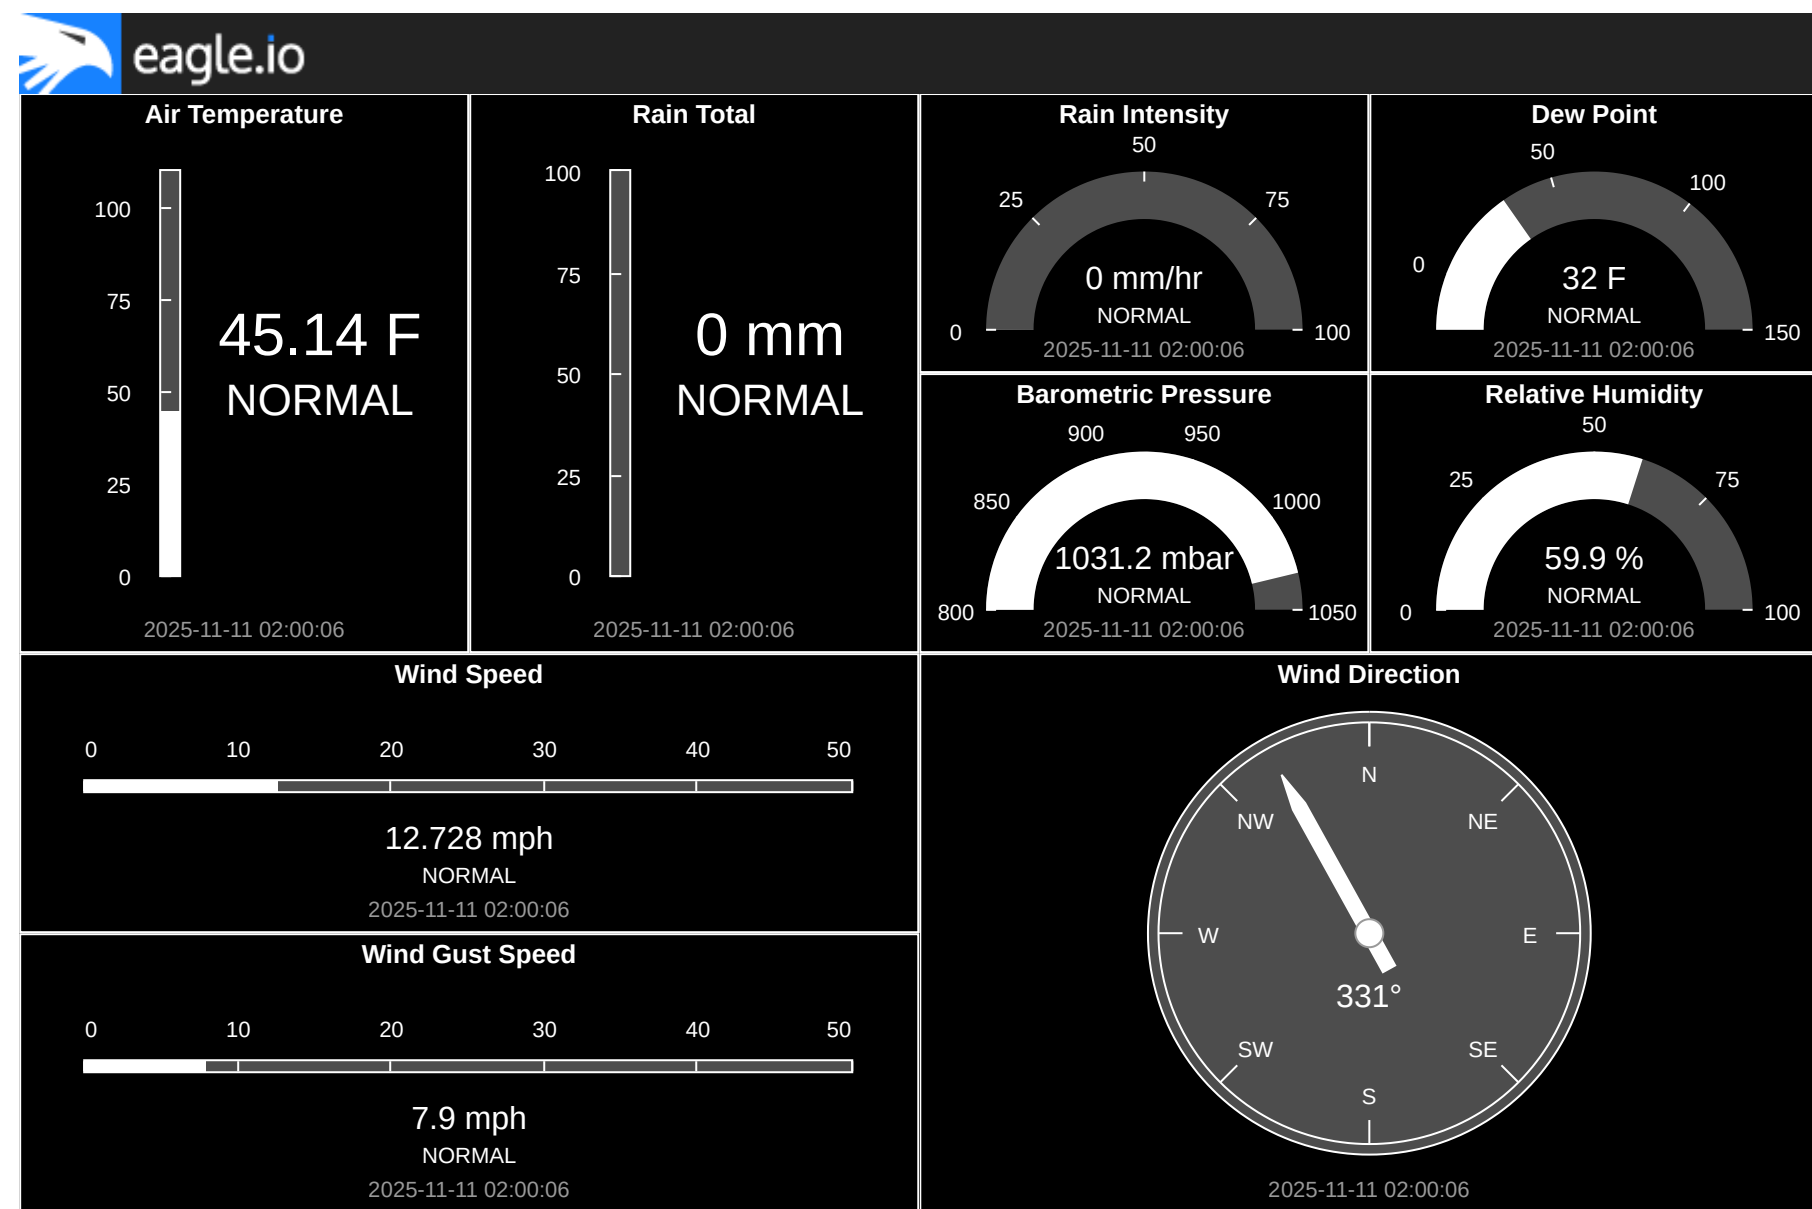 eagle.io
Air Temperature
100
75
50
25
0
45.14 F
NORMAL
2025-11-11 02:00:06
Rain Total
100
75
50
25
0
0 mm
NORMAL
2025-11-11 02:00:06
Rain Intensity
50
25
75
0
100
0 mm/hr
NORMAL
2025-11-11 02:00:06
Dew Point
50
100
0
150
32 F
NORMAL
2025-11-11 02:00:06
Barometric Pressure
900
950
850
1000
800
1050
1031.2 mbar
NORMAL
2025-11-11 02:00:06
Relative Humidity
50
25
75
0
100
59.9 %
NORMAL
2025-11-11 02:00:06
Wind Speed
0 10 20 30 40 50
12.728 mph
NORMAL
2025-11-11 02:00:06
Wind Gust Speed
0 10 20 30 40 50
7.9 mph
NORMAL
2025-11-11 02:00:06
Wind Direction
N
NW
NE
W
E
331°
SW
SE
S
2025-11-11 02:00:06